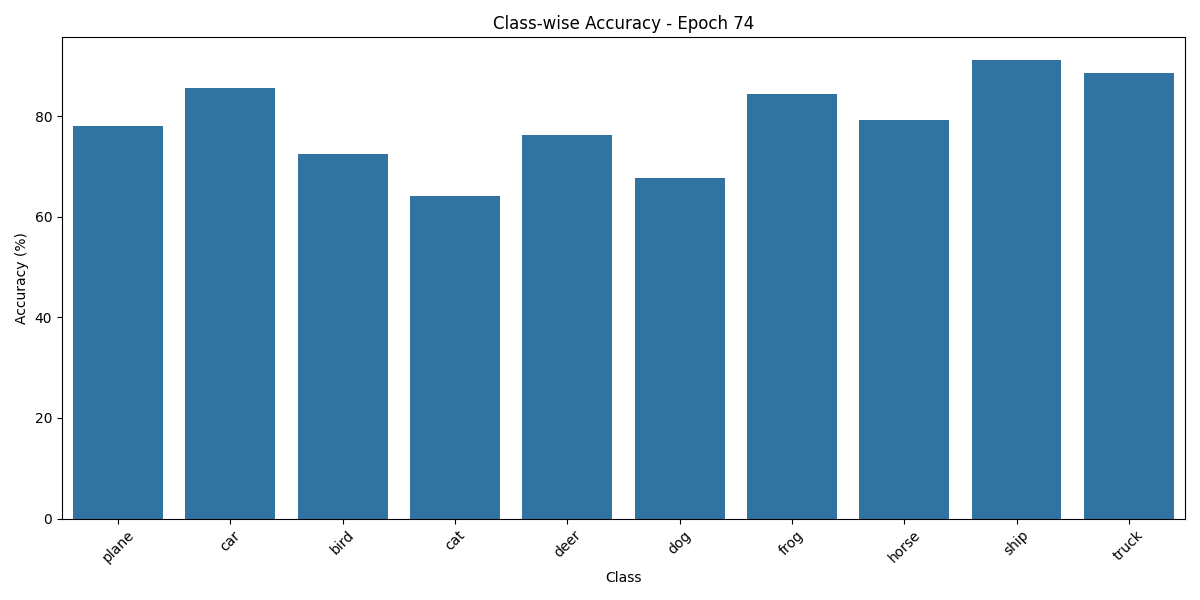 Class-wise Accuracy - Epoch 74
Accuracy (%)
80
60
40
20
0
plane
car
bird
cat
deer
dog
frog
horse
ship
truck
Class